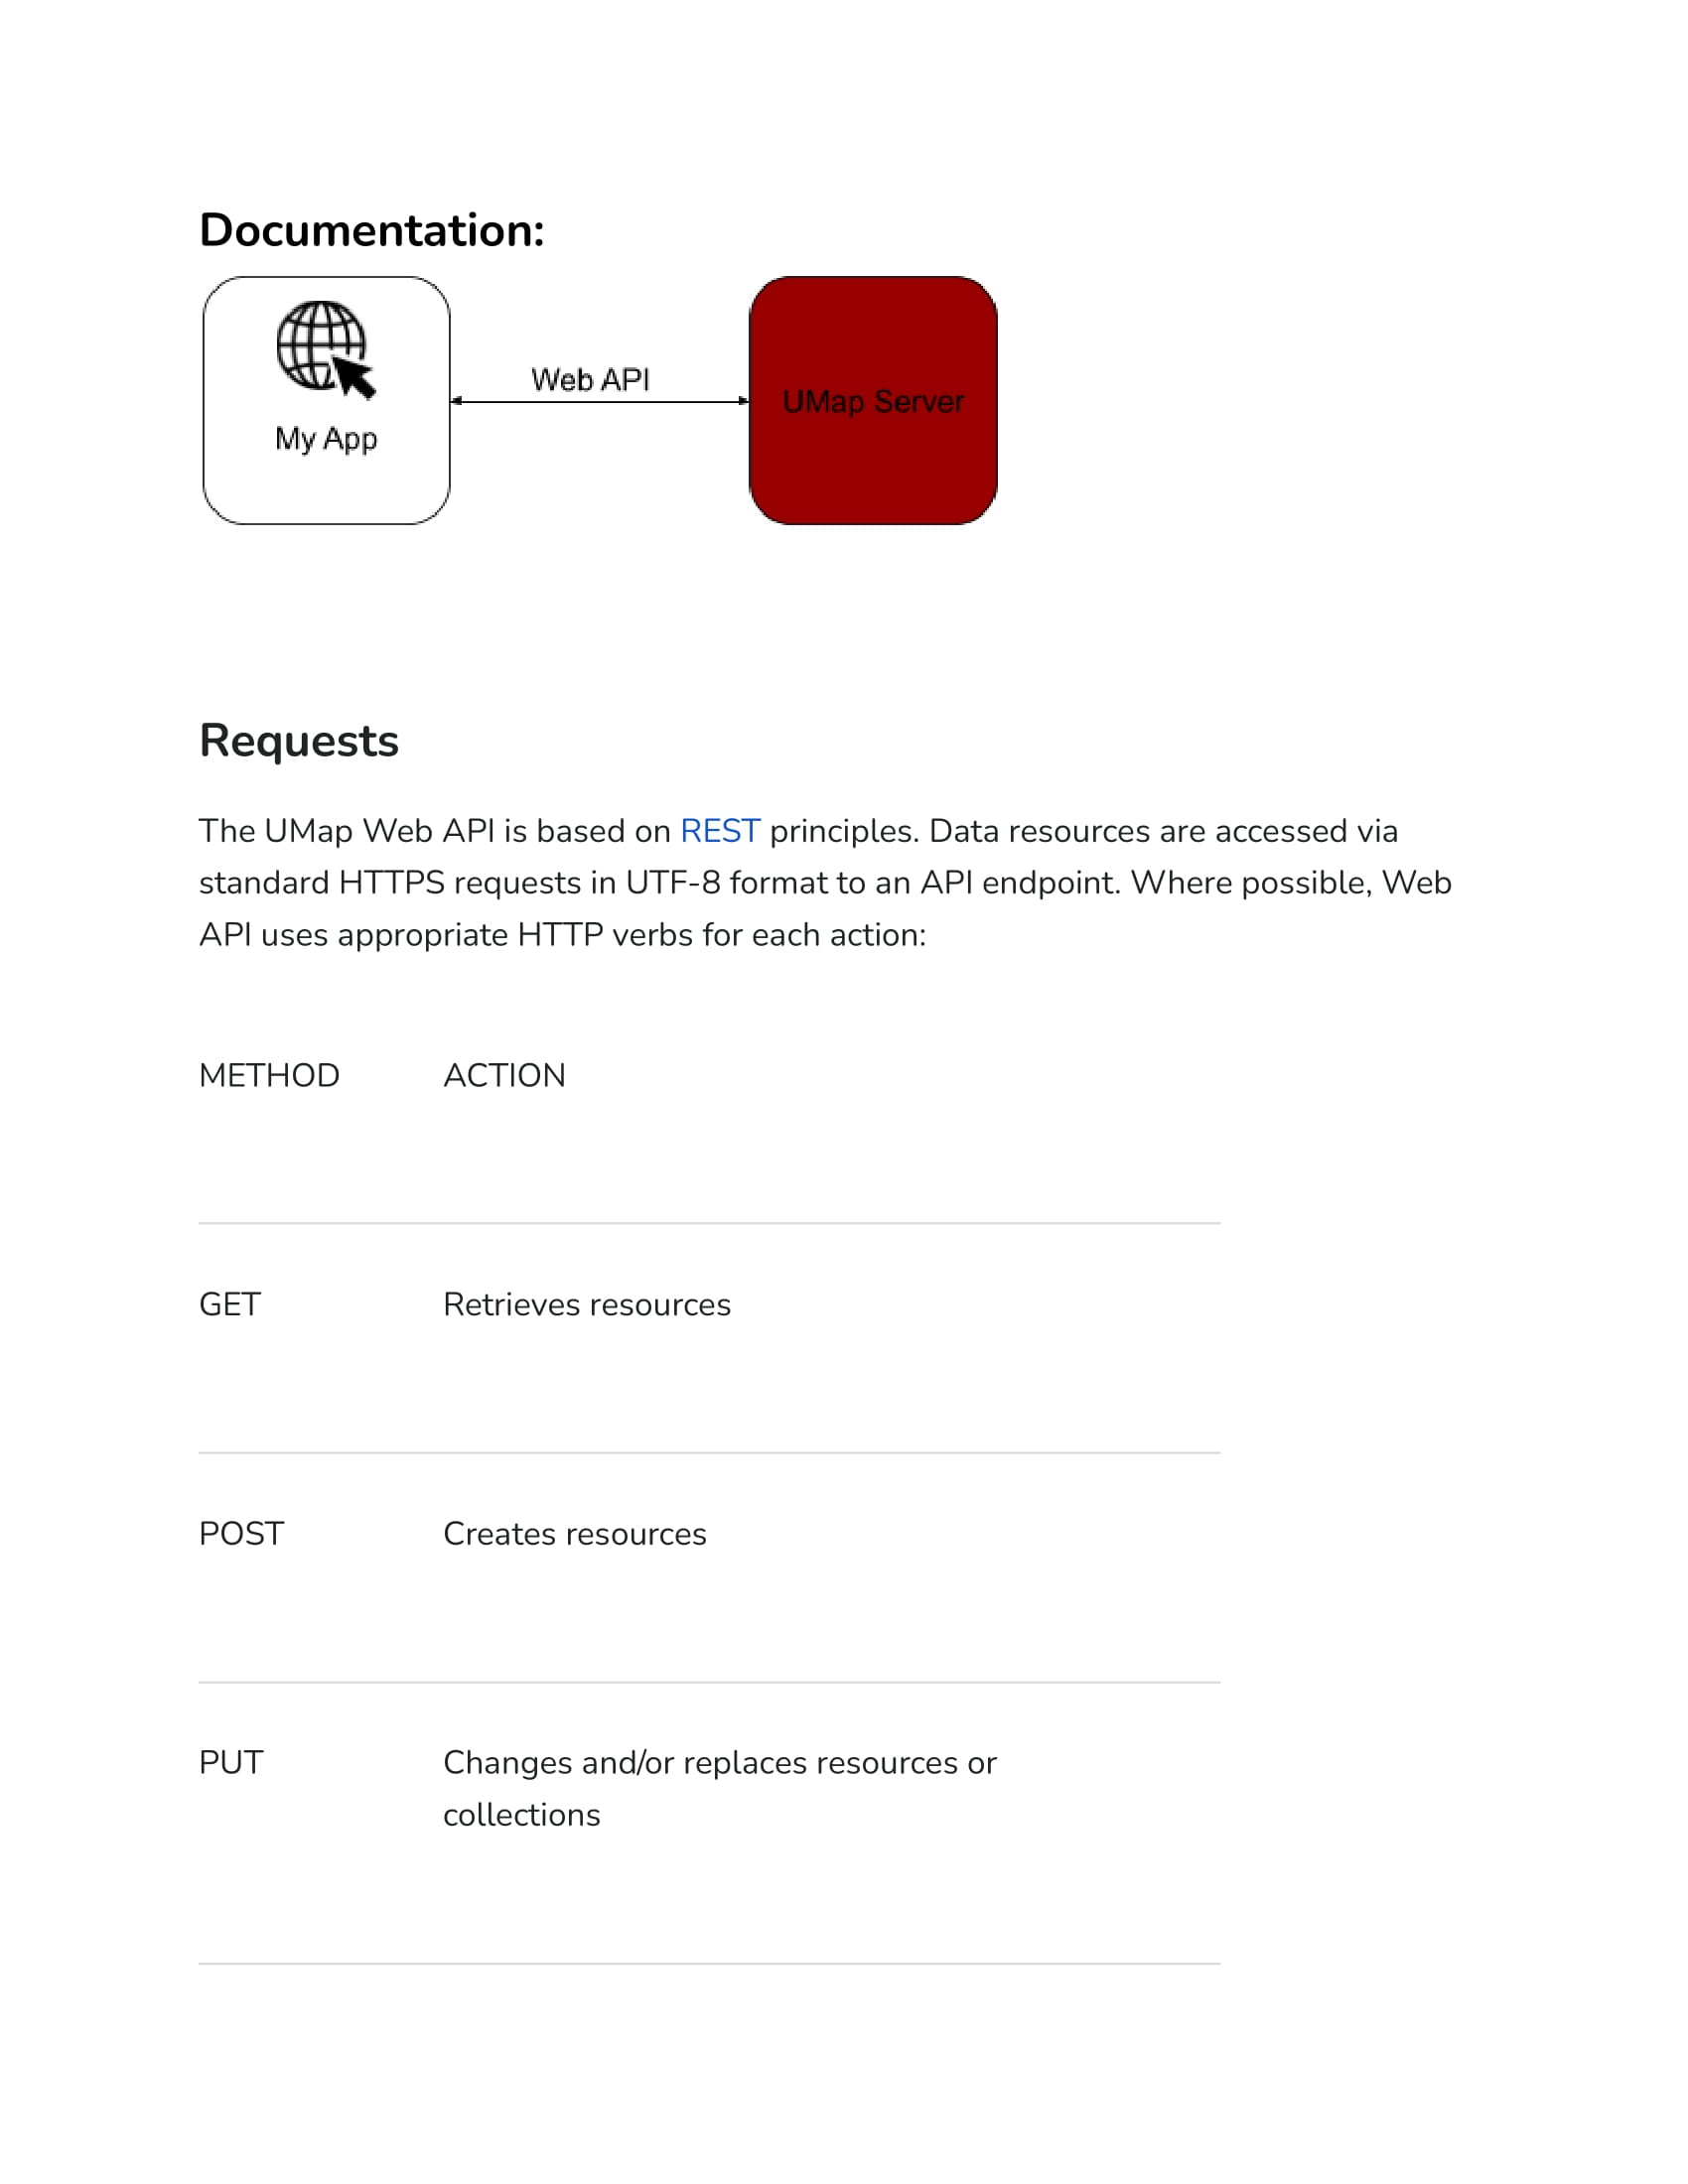 Documentation:
My App
Web API
UMap Server
Requests
The UMap Web API is based on REST principles. Data resources are accessed via
standard HTTPS requests in UTF-8 format to an API endpoint. Where possible, Web
API uses appropriate HTTP verbs for each action:
METHOD ACTION
GET Retrieves resources
POST Creates resources
PUT Changes and/or replaces resources or
collections